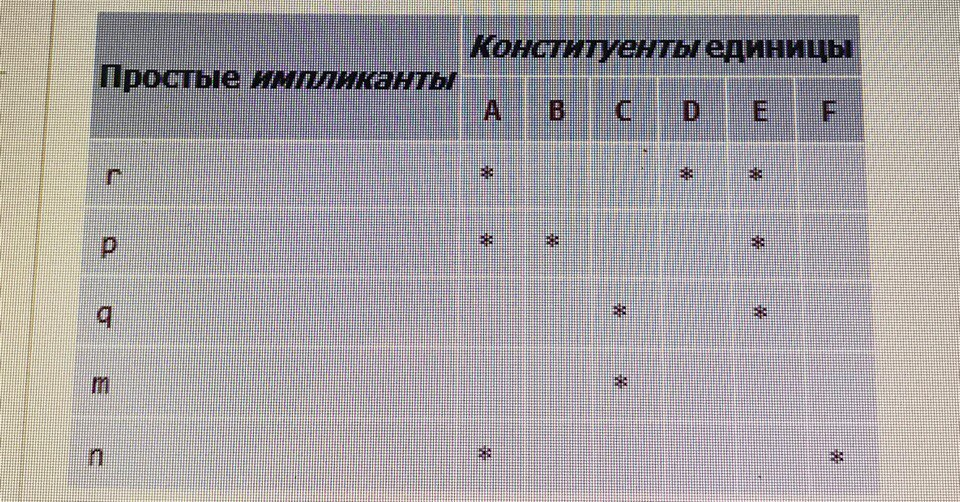 Простые импликанты
Конституенты единицы
A B C D E F
r * * *
p * * *
q * *
m *
n * *